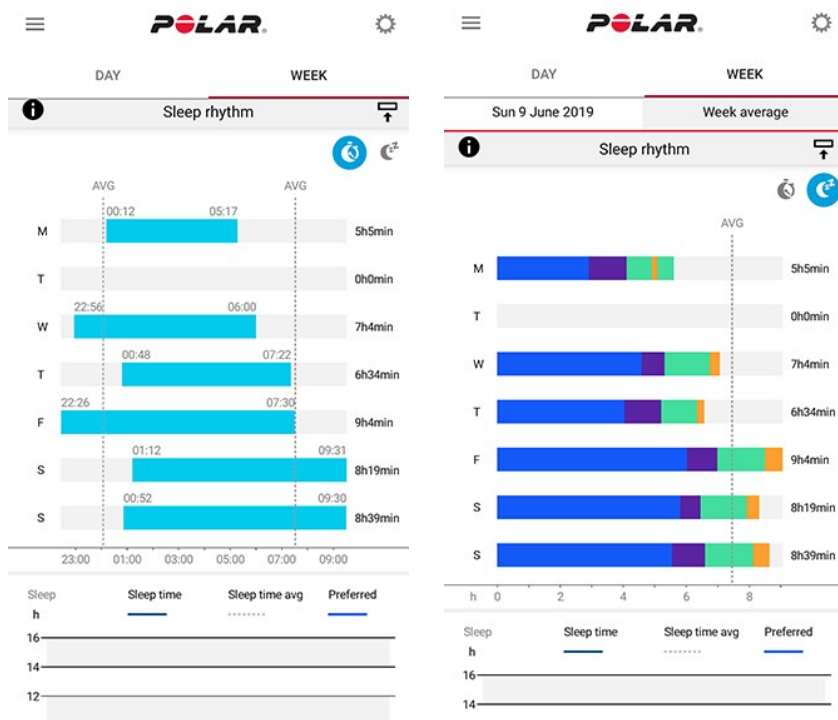 POLAR
DAY WEEK
Sleep rhythm
AVG AVG
00:12 05:17
M 5h5min
T 0h0min
22:56 06:00
W 7h4min
00:48 07:22
T 6h34min
22:26 07:30
F 9h4min
01:12 09:31
S 8h19min
00:52 09:30
S 8h39min
23:00 01:00 03:00 05:00 07:00 09:00
Sleep Sleep time Sleep time avg Preferred
h
16
14
12
POLAR
DAY WEEK
Sun 9 June 2019 Week average
Sleep rhythm
AVG
M 5h5min
T 0h0min
W 7h4min
T 6h34min
F 9h4min
S 8h19min
S 8h39min
h 0 2 4 6 8
Sleep Sleep time Sleep time avg Preferred
h
16
14